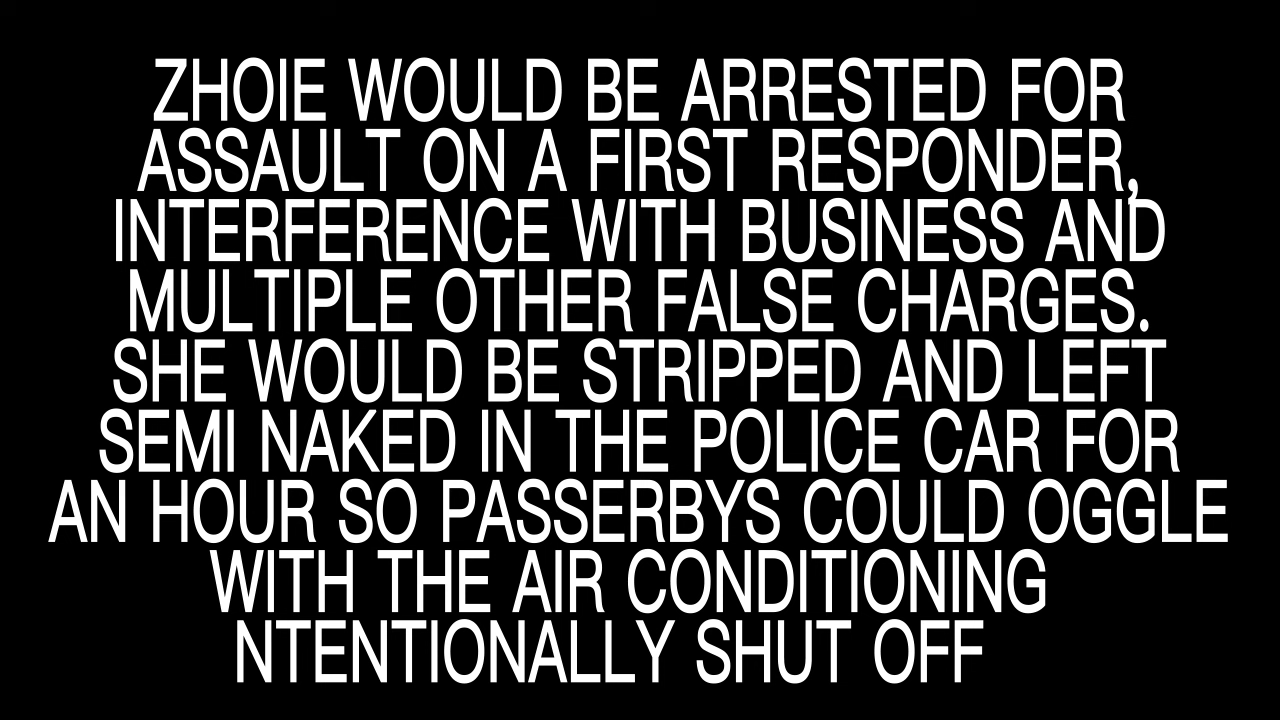 ZHOIE WOULD BE ARRESTED FOR
ASSAULT ON A FIRST RESPONDER,
INTERFERENCE WITH BUSINESS AND
MULTIPLE OTHER FALSE CHARGES.
SHE WOULD BE STRIPPED AND LEFT
SEMI NAKED IN THE POLICE CAR FOR
AN HOUR SO PASSERBYS COULD OGGLE
WITH THE AIR CONDITIONING
NTENTIONALLY SHUT OFF